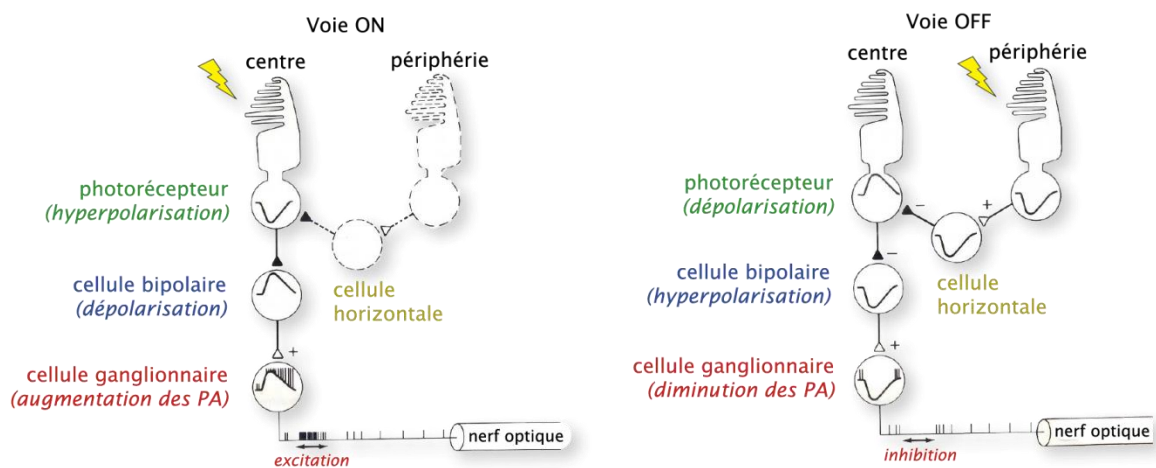 Voie ON
centre
périphérie
photorécepteur
(hyperpolarisation)
cellule bipolaire
(dépolarisation)
cellule
horizontale
+
cellule ganglionnaire
(augmentation des PA)
nerf optique
excitation
Voie OFF
centre
périphérie
photorécepteur
(dépolarisation)
–
+
–
cellule bipolaire
(hyperpolarisation)
cellule
horizontale
+
cellule ganglionnaire
(diminution des PA)
nerf optique
inhibition